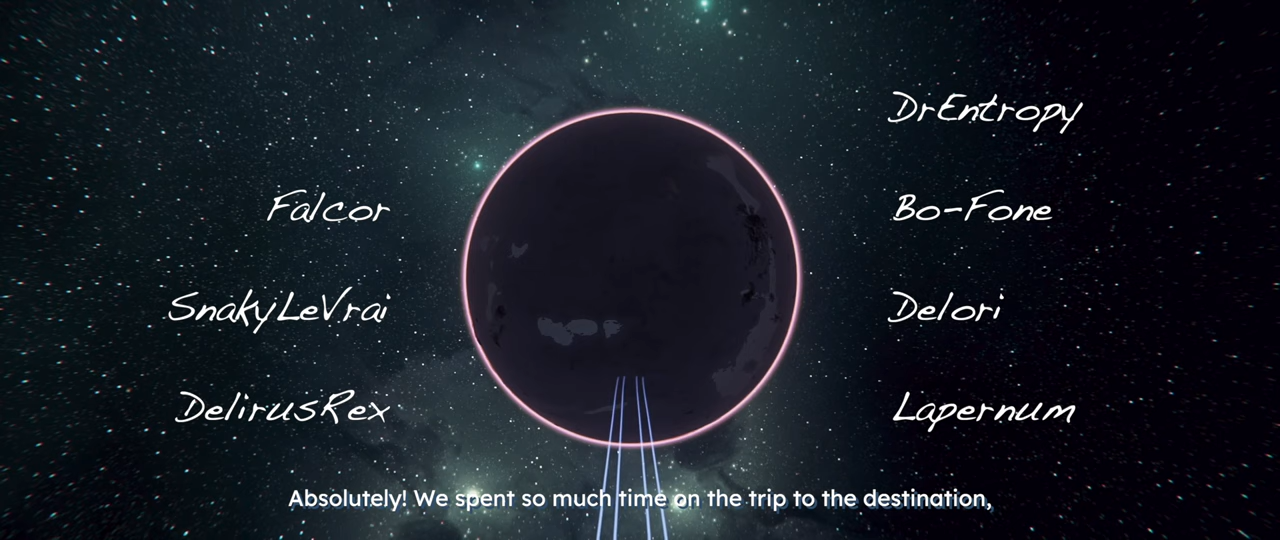 Falcor
SnakyLeVrai
DelirusRex
DrEntropy
Bo-Fone
Delori
Lapernum
Absolutely! We spent so much time on the trip to the destination,